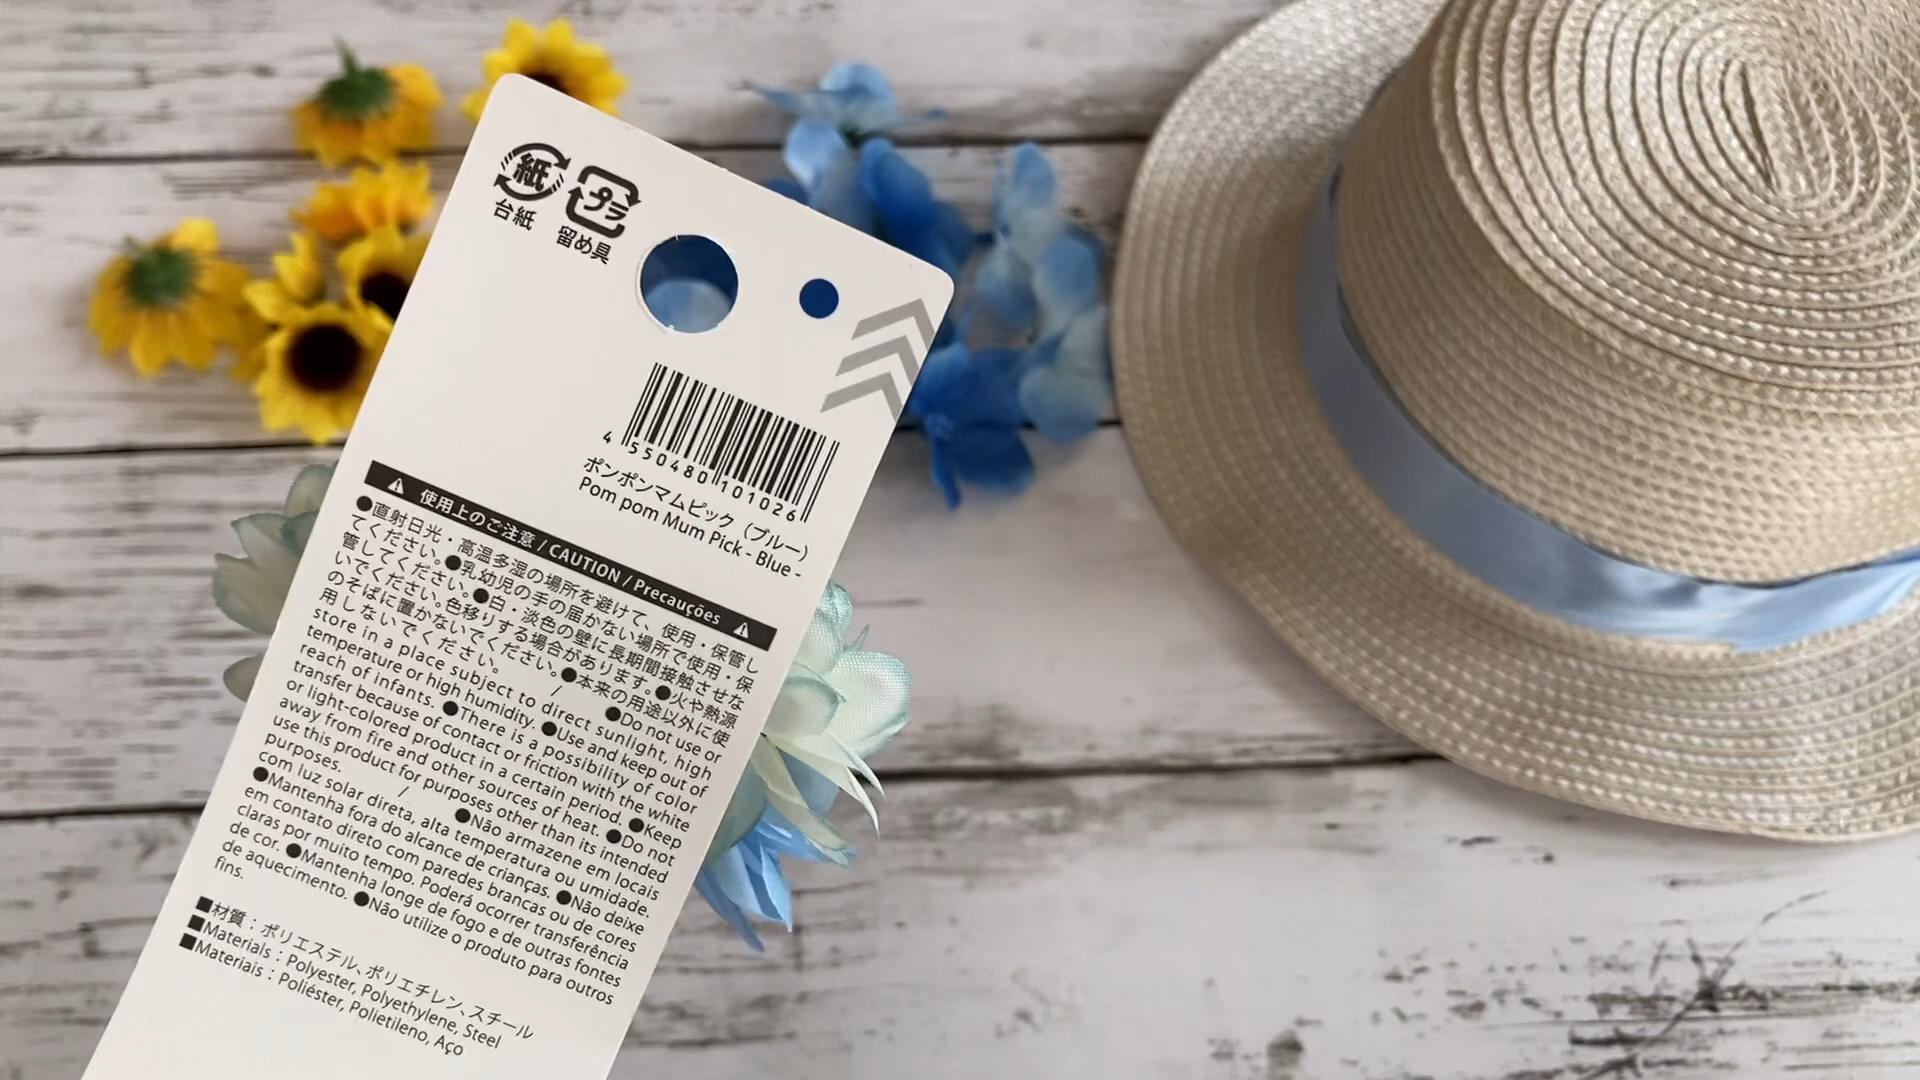 紙
プラ
台紙
留め具
4 550480 101026
ポンポンマムピック（ブルー）
Pom pom Mum Pick - Blue -
使用上のご注意 / CAUTION / Precauções
●直射日光・高温多湿の場所を避けて、使用・保管し
てください。●乳幼児の手の届かない場所で使用・保
管してください。●白・淡色の壁に長期間接触させな
いでください。色移りする場合があります。●火や熱源
のそばに置かないでください。●本来の用途以外に使
用しないでください。 / ●Do not use or
store in a place subject to direct sunlight, high
temperature or high humidity. ●Use and keep out of
reach of infants. ●There is a possibility of color
transfer because of contact or friction with the white
or light-colored product in a certain period. ●Keep
away from fire and other sources of heat. ●Do not
use this product for purposes other than its intended
purposes. / ●Não armazene em locais
com luz solar direta, alta temperatura ou umidade.
●Mantenha fora do alcance de crianças. ●Não deixe
em contato direto com paredes brancas ou de cores
claras por muito tempo. Poderá ocorrer transferência
de cor. ●Mantenha longe de fogo e de outras fontes
de aquecimento. ●Não utilize o produto para outros
fins.
■材質：ポリエステル、ポリエチレン、スチール
■Materials : Polyester, Polyethylene, Steel
■Materiais : Poliéster, Polietileno, Aço